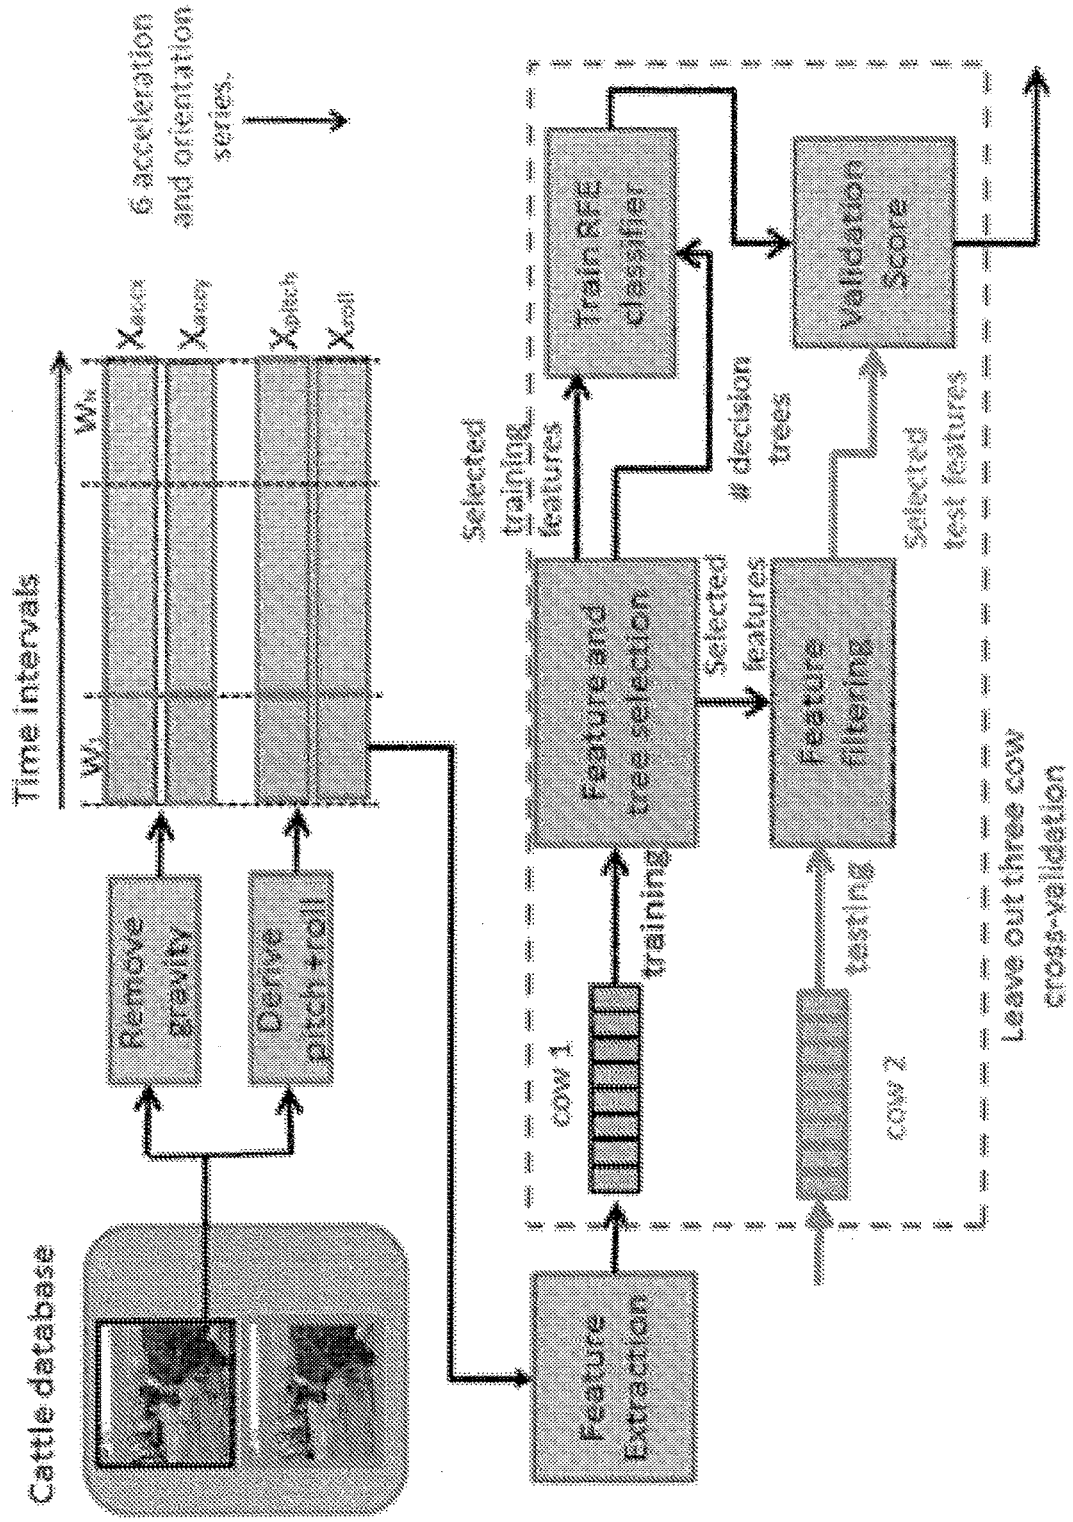 Cattle database
Remove
gravity
Derive
pitch +roll
Time intervals
W₁
Wₙ
Xaccx
Xaccy
Xpitch
Xroll
6 acceleration
and orientation
series.
Feature
Extraction
cow 1
training
Feature and
tree selection
Selected
training
features
Train RFE
classifier
# decision
trees
Selected
features
cow 2
testing
Feature
filtering
Selected
test features
Validation
Score
Leave out three cow
cross-validation